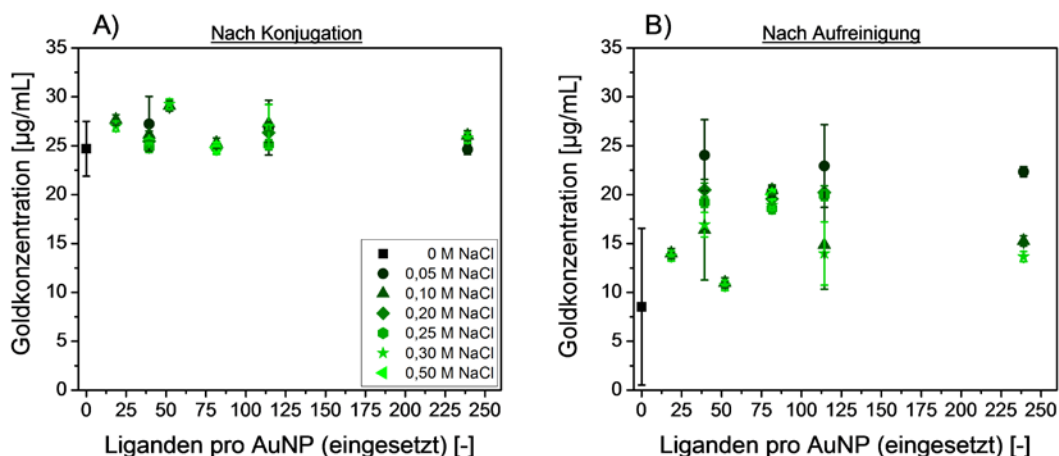 A)
Nach Konjugation
35
30
25
20
15
10
5
0
Goldkonzentration [µg/mL]
0 M NaCl
0,05 M NaCl
0,10 M NaCl
0,20 M NaCl
0,25 M NaCl
0,30 M NaCl
0,50 M NaCl
0 25 50 75 100 125 150 175 200 225 250
Liganden pro AuNP (eingesetzt) [-]
B)
Nach Aufreinigung
35
30
25
20
15
10
5
0
Goldkonzentration [µg/mL]
0 25 50 75 100 125 150 175 200 225 250
Liganden pro AuNP (eingesetzt) [-]